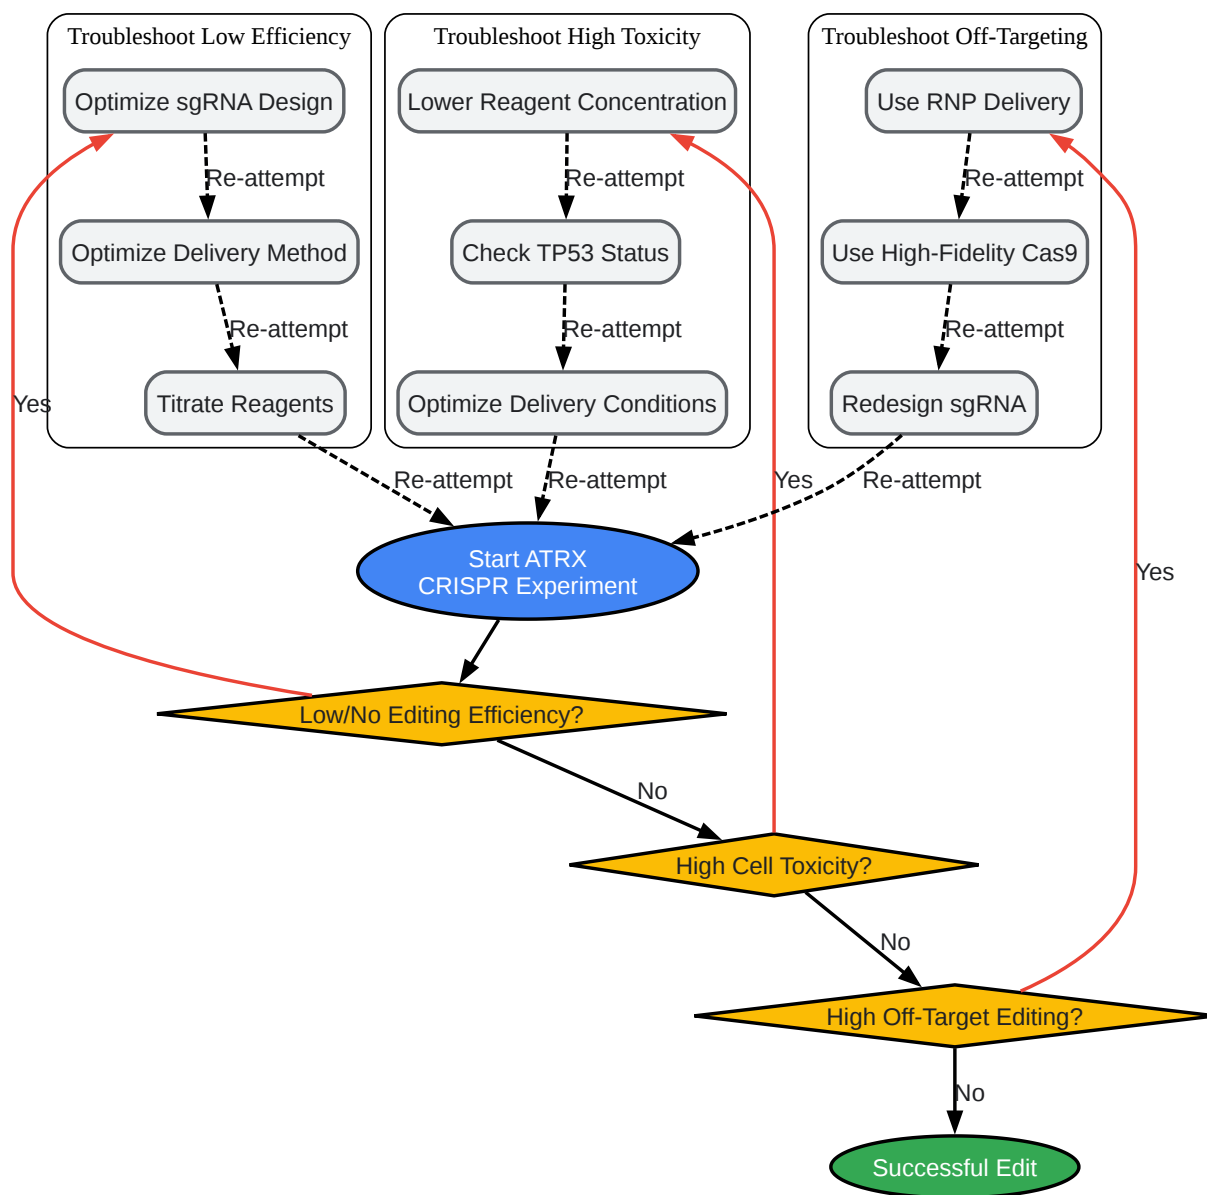 Troubleshoot Low Efficiency
Troubleshoot High Toxicity
Troubleshoot Off-Targeting
Optimize sgRNA Design
Lower Reagent Concentration
Use RNP Delivery
Re-attempt
Re-attempt
Re-attempt
Optimize Delivery Method
Check TP53 Status
Use High-Fidelity Cas9
Re-attempt
Re-attempt
Re-attempt
Yes
Titrate Reagents
Optimize Delivery Conditions
Redesign sgRNA
Re-attempt
Re-attempt
Yes
Re-attempt
Start ATRX
CRISPR Experiment
Yes
Low/No Editing Efficiency?
No
High Cell Toxicity?
No
High Off-Target Editing?
No
Successful Edit